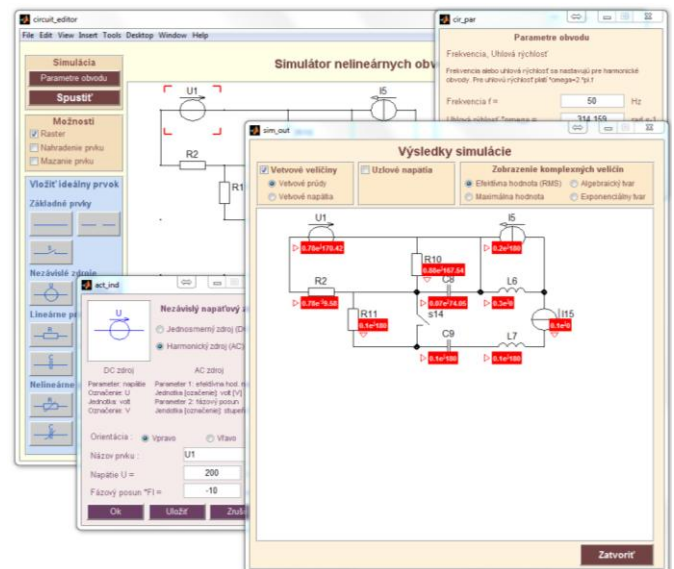 circuit_editor
File Edit View Insert Tools Desktop Window Help
Simulácia
Parametre obvodu
Spustiť
Možnosti
Raster
Nahradenie prvku
Mazanie prvku
Vložiť ideálny prvok
Základné prvky
Nezávislé zdroje
Lineárne
Nelineárne
Simulátor nelineárnych obv
U1
I5
R2
R1
cir_par
Parametre obvodu
Frekvencia, Uhlová rýchlosť
Frekvencia alebo uhlová rýchlosť sa nastavujú pre harmonické
obvody. Pre uhlovú rýchlosť platí *omega=2.*pi.f
Frekvencia f = 50 Hz
Uhlová rýchlosť *omega = 314.159 rad.s-1
act_ind
U
Nezávislý napäťový z
Jednosmerný zdroj (D
Harmonický zdroj (AC)
DC zdroj
AC zdroj
Parameter: napätie
Označenie: U
Jednotka: volt
Označenie: V
Parameter 1: efektívna hod. n
Jednotka [označenie]: volt [V]
Parameter 2: fázový posun
Jednotka [označenie]: stupeň
Orientácia : Vpravo Vľavo
Názov prvku : U1
Napätie U = 200
Fázový posun *FI = -10
Ok Uložiť Zruši
sim_out
Výsledky simulácie
Vetvové veličiny
Vetvové prúdy
Vetvové napätia
Uzlové napätia
Zobrazenie komplexných veličín
Efektívna hodnota (RMS) Algebraický tvar
Maximálna hodnota Exponenciálny tvar
U1
I5
R10
R2
C8
L6
R11
s14
I15
C9
L7
Zatvoriť